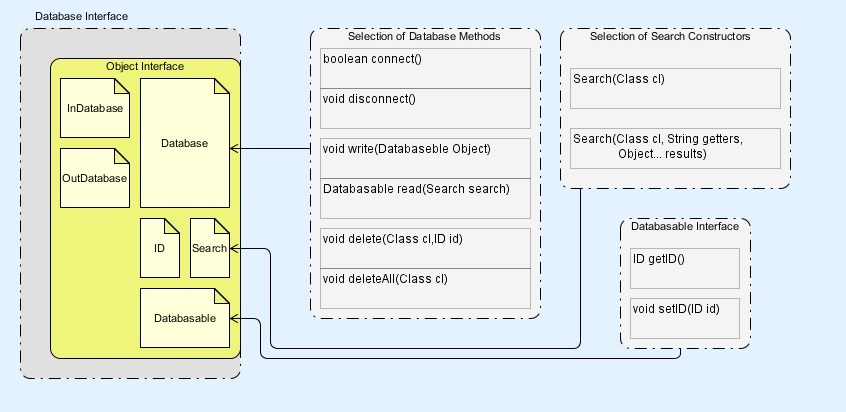 Database Interface
Object Interface
InDatabase
Database
OutDatabase
ID
Search
Databasable
Selection of Database Methods
boolean connect()
void disconnect()
void write(Databaseble Object)
Databasable read(Search search)
void delete(Class cl,ID id)
void deleteAll(Class cl)
Selection of Search Constructors
Search(Class cl)
Search(Class cl, String getters,
Object... results)
Databasable Interface
ID getID()
void setID(ID id)